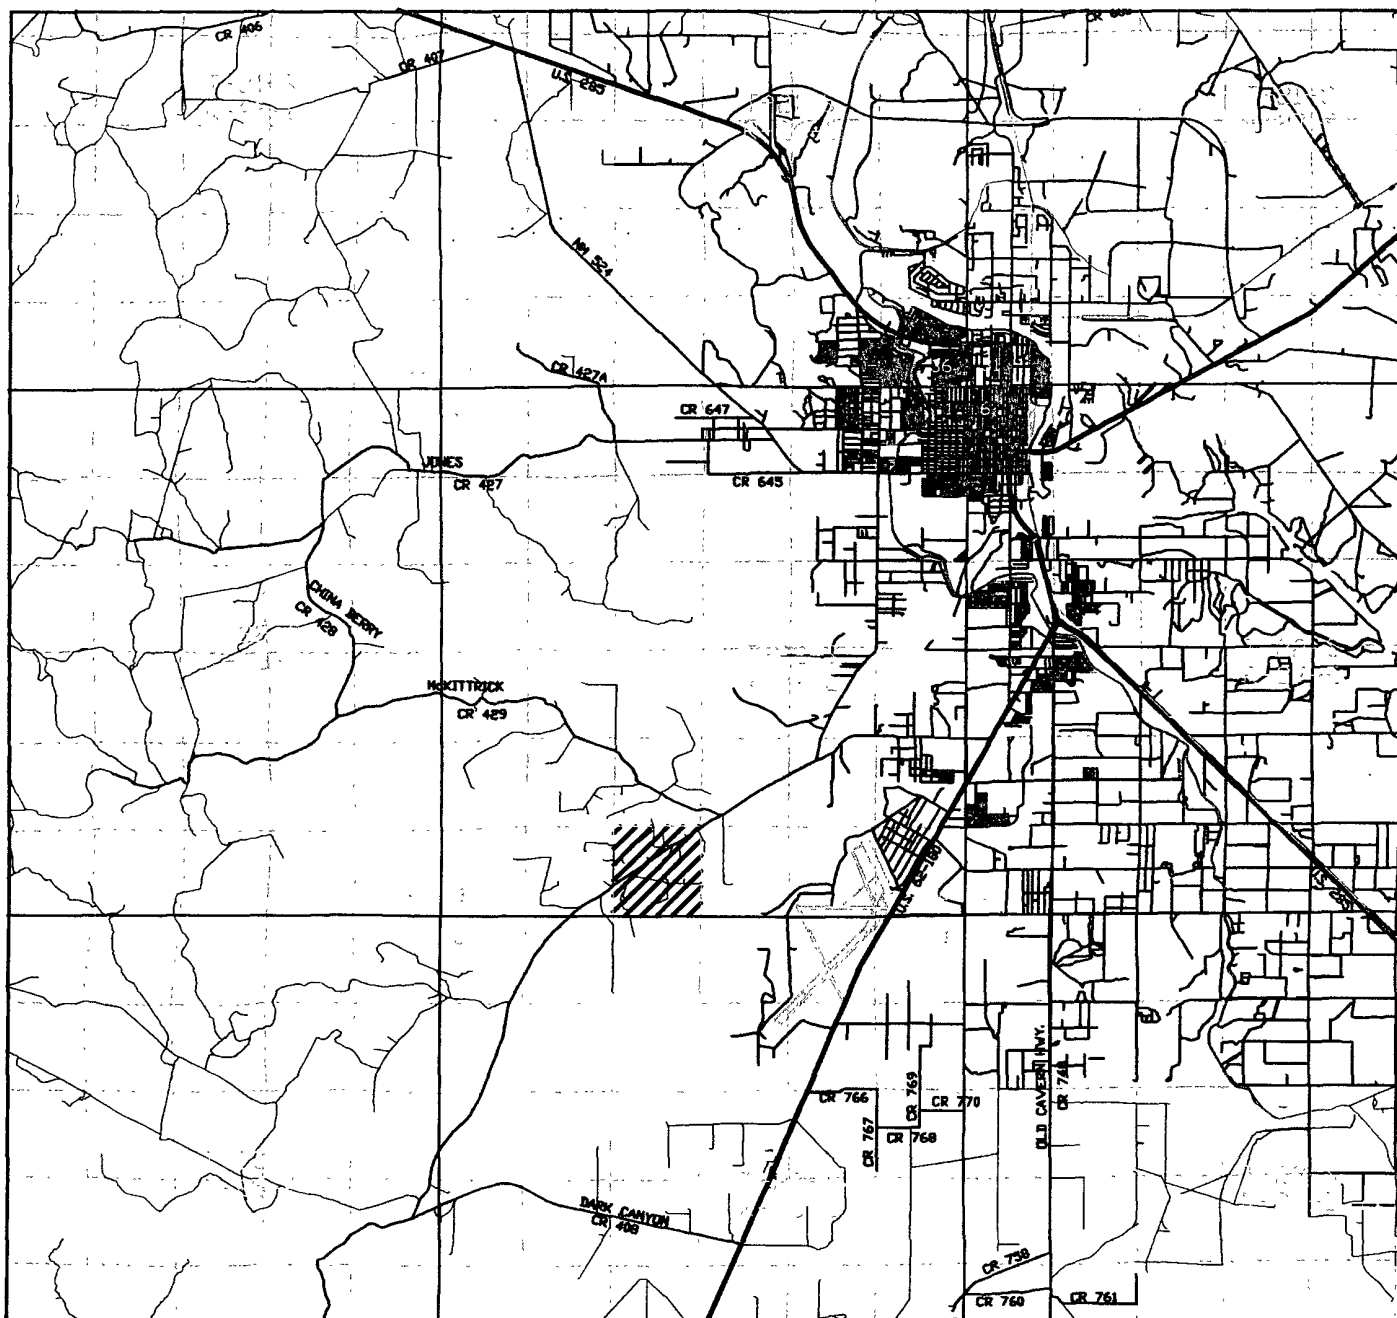 CR 406
CR 407
U.S. 285
NM 524
CR 427A
CR 647
JONES
CR 427
CR 645
CHINA BERRY
CR 428
McKITTRICK
CR 429
U.S. 62-180
CR 766
CR 767
CR 768
CR 769
CR 770
OLD CAVERN HWY.
DARK CANYON
CR 408
CR 758
CR 760
CR 761